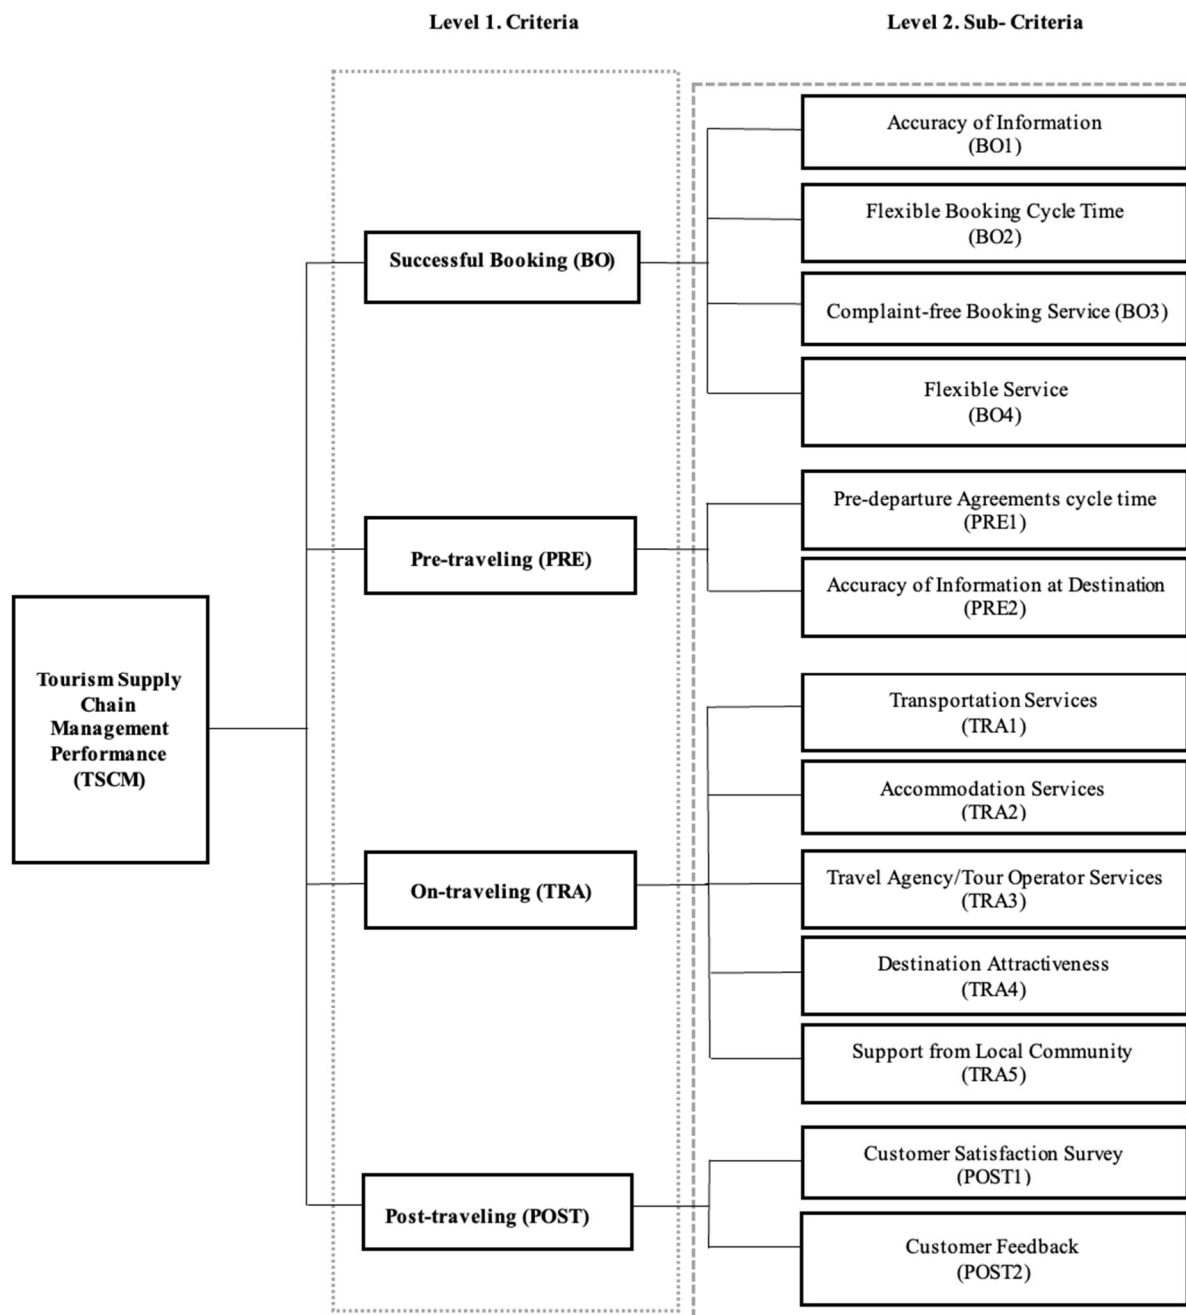 Level 1. Criteria
Level 2. Sub- Criteria
Tourism Supply
Chain
Management
Performance
(TSCM)
Successful Booking (BO)
Accuracy of Information
(BO1)
Flexible Booking Cycle Time
(BO2)
Complaint-free Booking Service (BO3)
Flexible Service
(BO4)
Pre-traveling (PRE)
Pre-departure Agreements cycle time
(PRE1)
Accuracy of Information at Destination
(PRE2)
On-traveling (TRA)
Transportation Services
(TRA1)
Accommodation Services
(TRA2)
Travel Agency/Tour Operator Services
(TRA3)
Destination Attractiveness
(TRA4)
Support from Local Community
(TRA5)
Post-traveling (POST)
Customer Satisfaction Survey
(POST1)
Customer Feedback
(POST2)